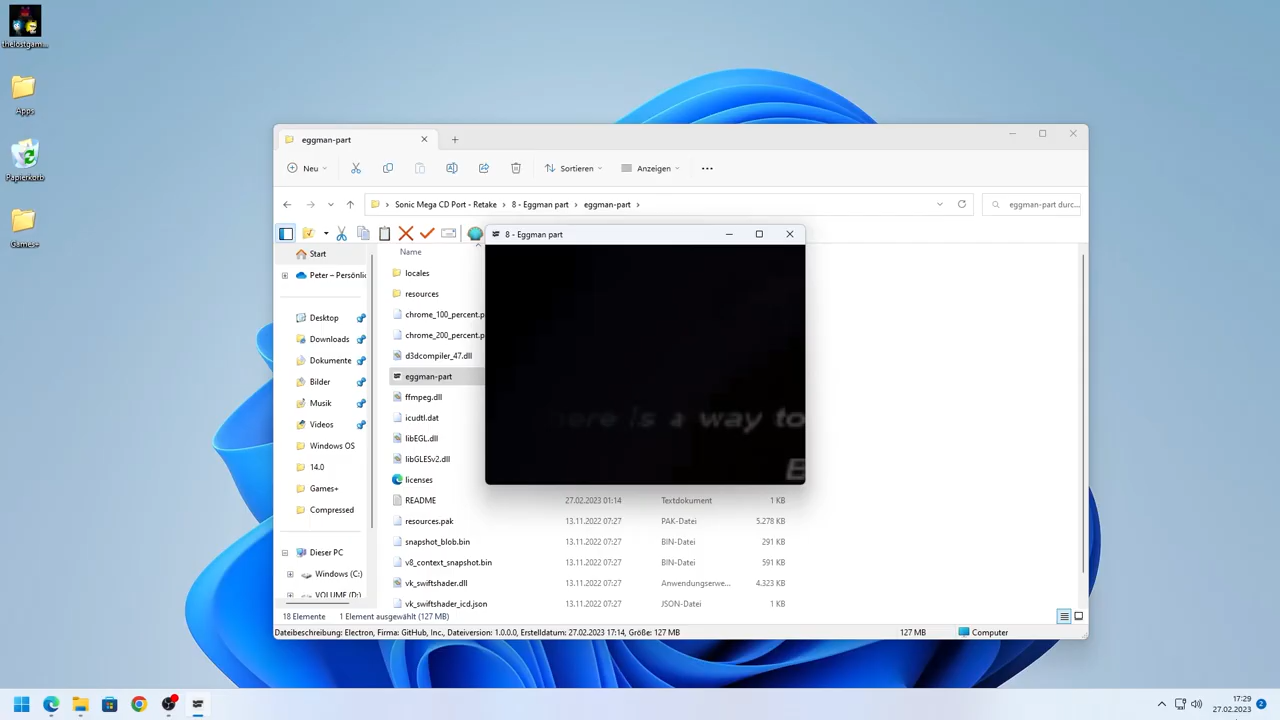 thelostgam...
Apps
Papierkorb
Games+
eggman-part
Neu
Sortieren
Anzeigen
Sonic Mega CD Port - Retake
8 - Eggman part
eggman-part
eggman-part durc...
8 - Eggman part
Start
Peter – Persönlic
Desktop
Downloads
Dokumente
Bilder
Musik
Videos
Windows OS
14.0
Games+
Compressed
Dieser PC
Windows (C:)
VOLUME (D:)
Name
locales
resources
chrome_100_percent.p
chrome_200_percent.p
d3dcompiler_47.dll
eggman-part
ffmpeg.dll
icudtl.dat
libEGL.dll
libGLESv2.dll
licenses
README 27.02.2023 01:14 Textdokument 1 KB
resources.pak 13.11.2022 07:27 PAK-Datei 5.278 KB
snapshot_blob.bin 13.11.2022 07:27 BIN-Datei 291 KB
v8_context_snapshot.bin 13.11.2022 07:27 BIN-Datei 591 KB
vk_swiftshader.dll 13.11.2022 07:27 Anwendungserwe... 4.323 KB
vk_swiftshader_icd.json 13.11.2022 07:27 JSON-Datei 1 KB
here is a way to
18 Elemente 1 Element ausgewählt (127 MB)
Dateibeschreibung: Electron, Firma: GitHub, Inc., Dateiversion: 1.0.0.0, Erstelldatum: 27.02.2023 17:14, Größe: 127 MB 127 MB Computer
17:29
27.02.2023
2